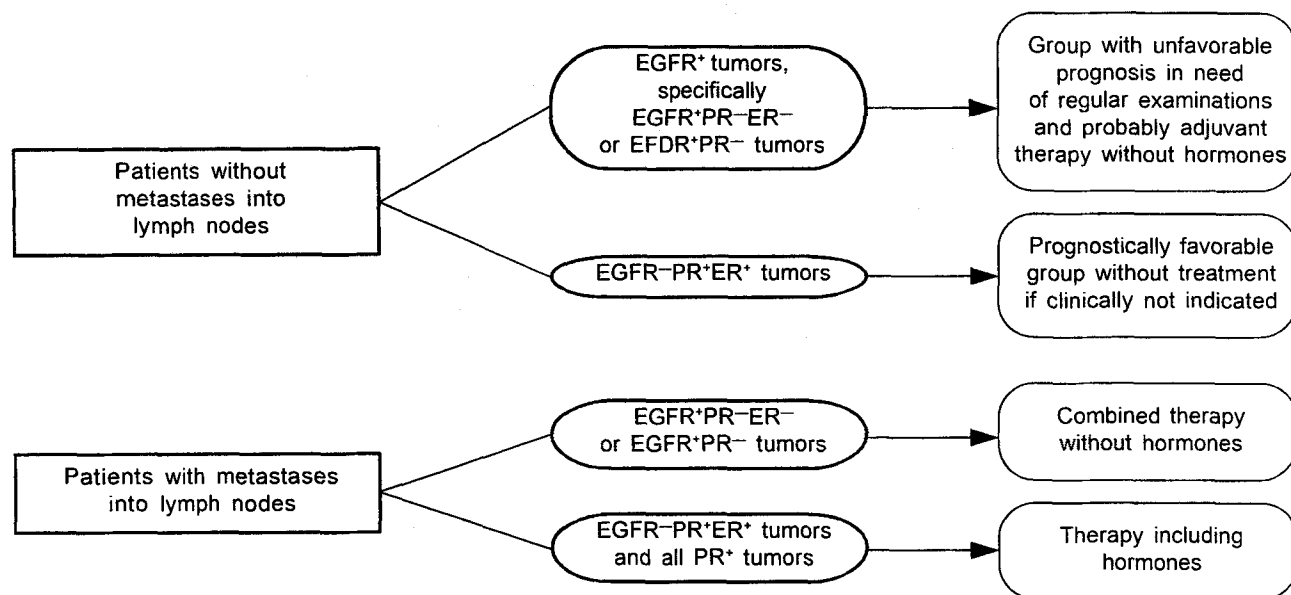 Patients without
metastases into
lymph nodes
EGFR⁺ tumors,
specifically
EGFR⁺PR⁻ER⁻
or EFDR⁺PR⁻ tumors
Group with unfavorable
prognosis in need
of regular examinations
and probably adjuvant
therapy without hormones
EGFR⁻PR⁺ER⁺ tumors
Prognostically favorable
group without treatment
if clinically not indicated
Patients with metastases
into lymph nodes
EGFR⁺PR⁻ER⁻
or EGFR⁺PR⁻ tumors
Combined therapy
without hormones
EGFR⁻PR⁺ER⁺ tumors
and all PR⁺ tumors
Therapy including
hormones